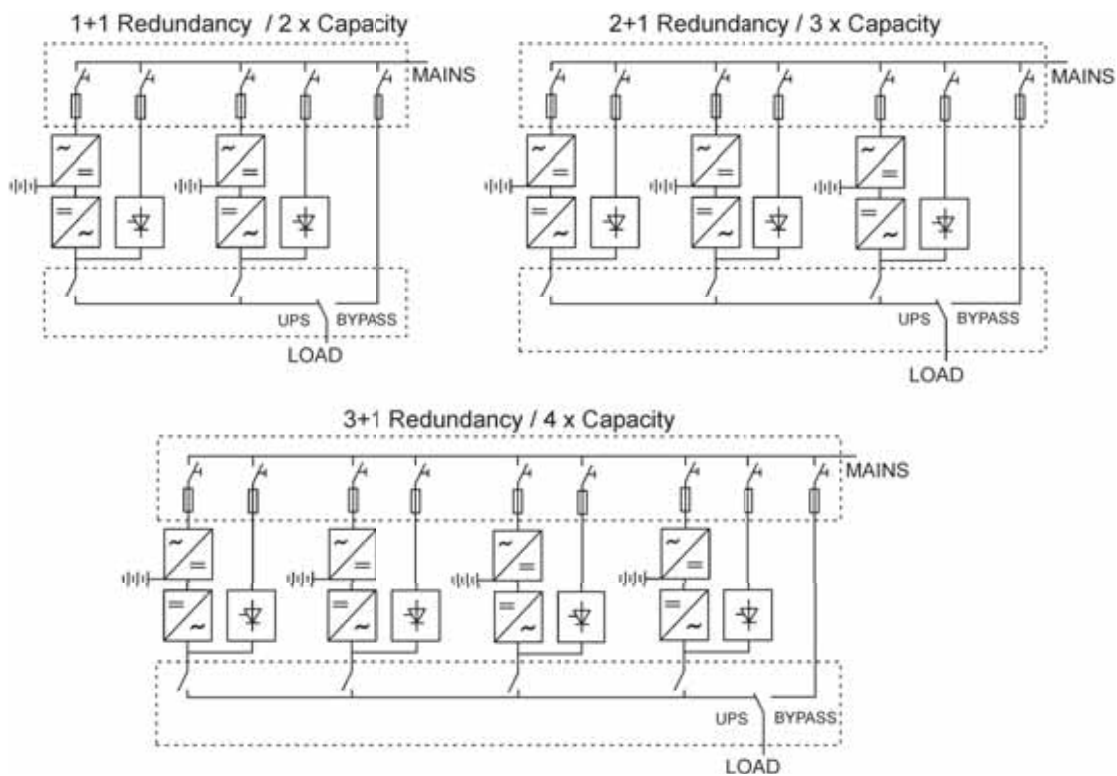 1+1 Redundancy / 2 x Capacity
MAINS
UPS BYPASS
LOAD
2+1 Redundancy / 3 x Capacity
MAINS
UPS BYPASS
LOAD
3+1 Redundancy / 4 x Capacity
MAINS
UPS BYPASS
LOAD